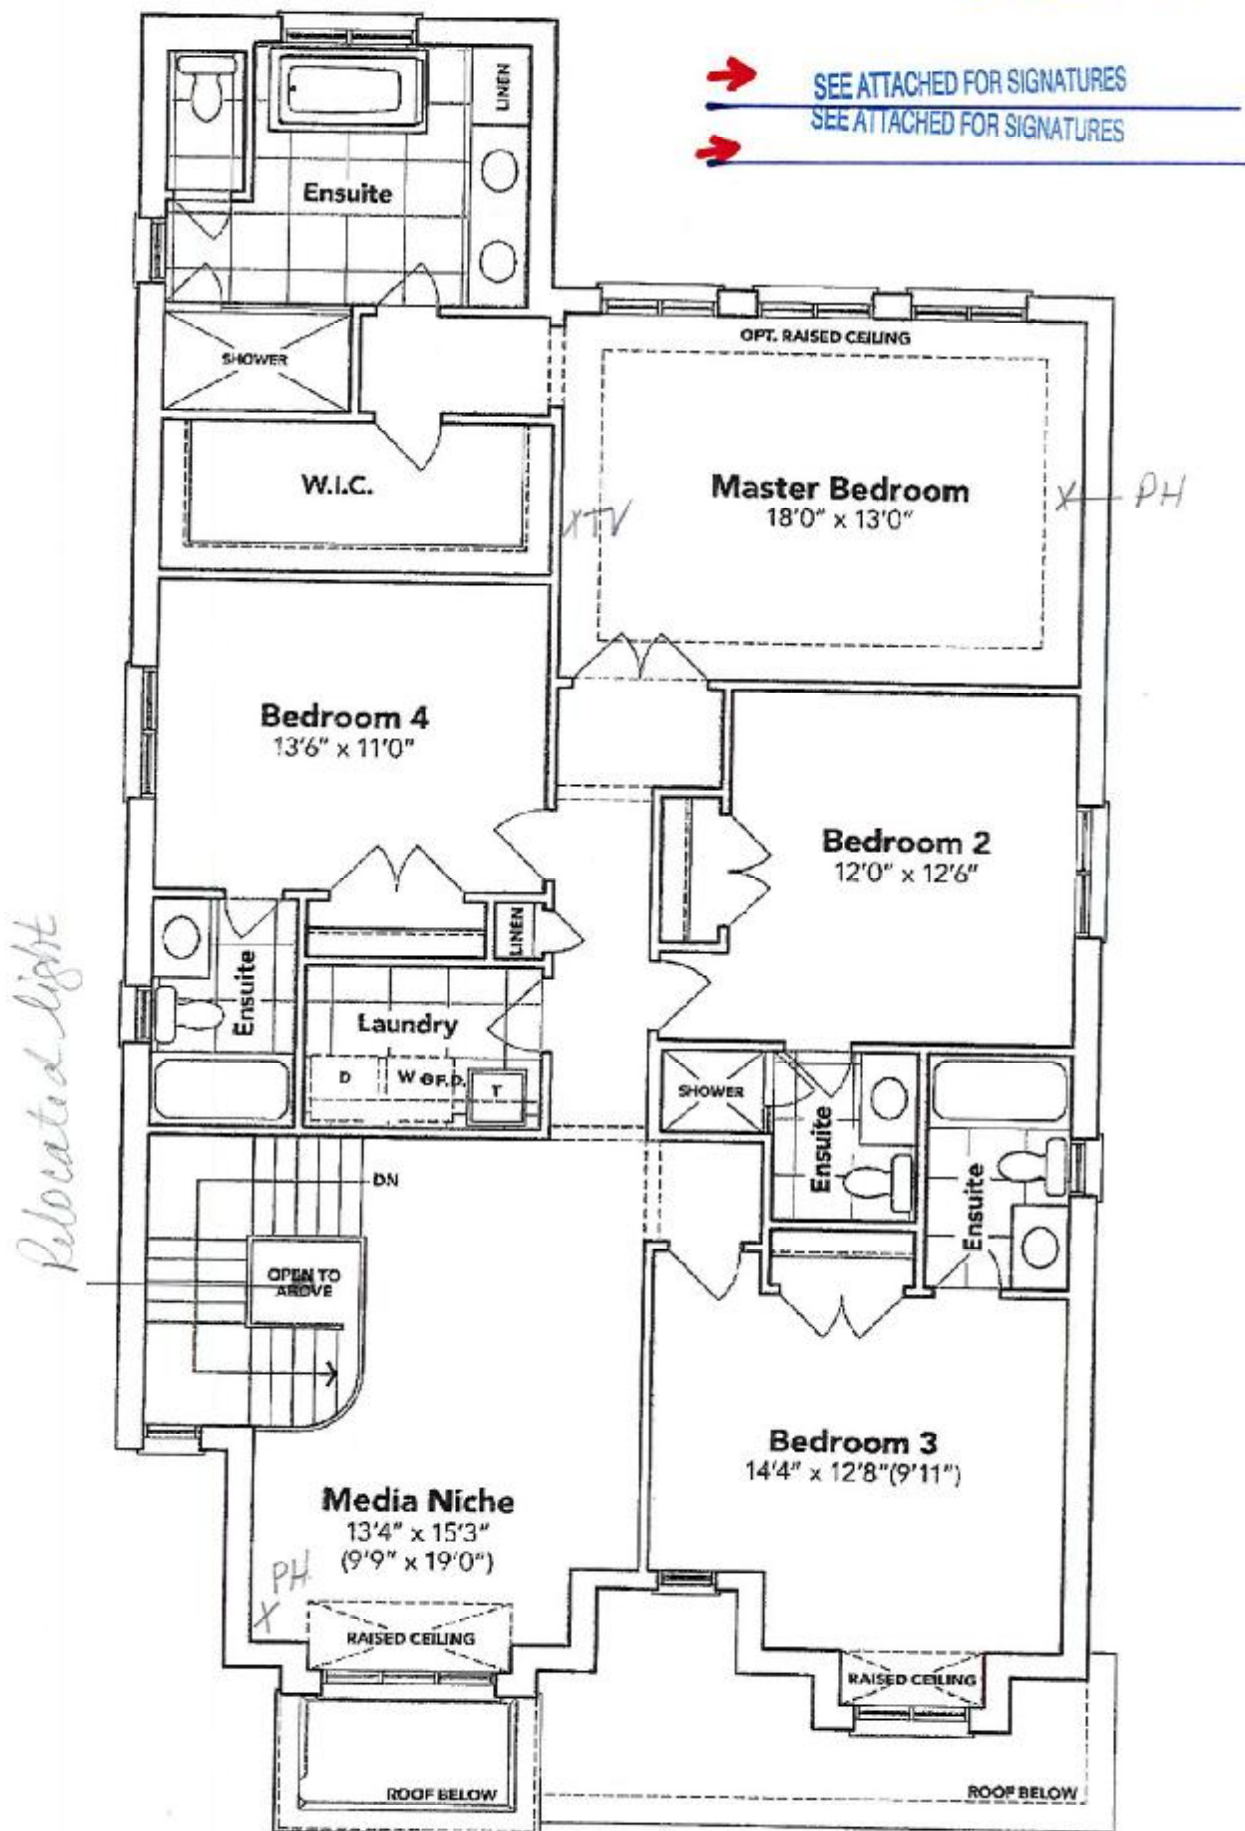 SEE ATTACHED FOR SIGNATURES
SEE ATTACHED FOR SIGNATURES
LINEN
Ensuite
SHOWER
OPT. RAISED CEILING
W.I.C.
Master Bedroom
18'0" x 13'0"
X PH
X TV
Bedroom 4
13'6" x 11'0"
Bedroom 2
12'0" x 12'6"
LINEN
Ensuite
Laundry
D
W
F.D.
T
Relocated light
SHOWER
Ensuite
Ensuite
DN
OPEN TO
ABOVE
Bedroom 3
14'4" x 12'8"(9'11")
Media Niche
13'4" x 15'3"
(9'9" x 19'0")
PH
X
RAISED CEILING
RAISED CEILING
ROOF BELOW
ROOF BELOW